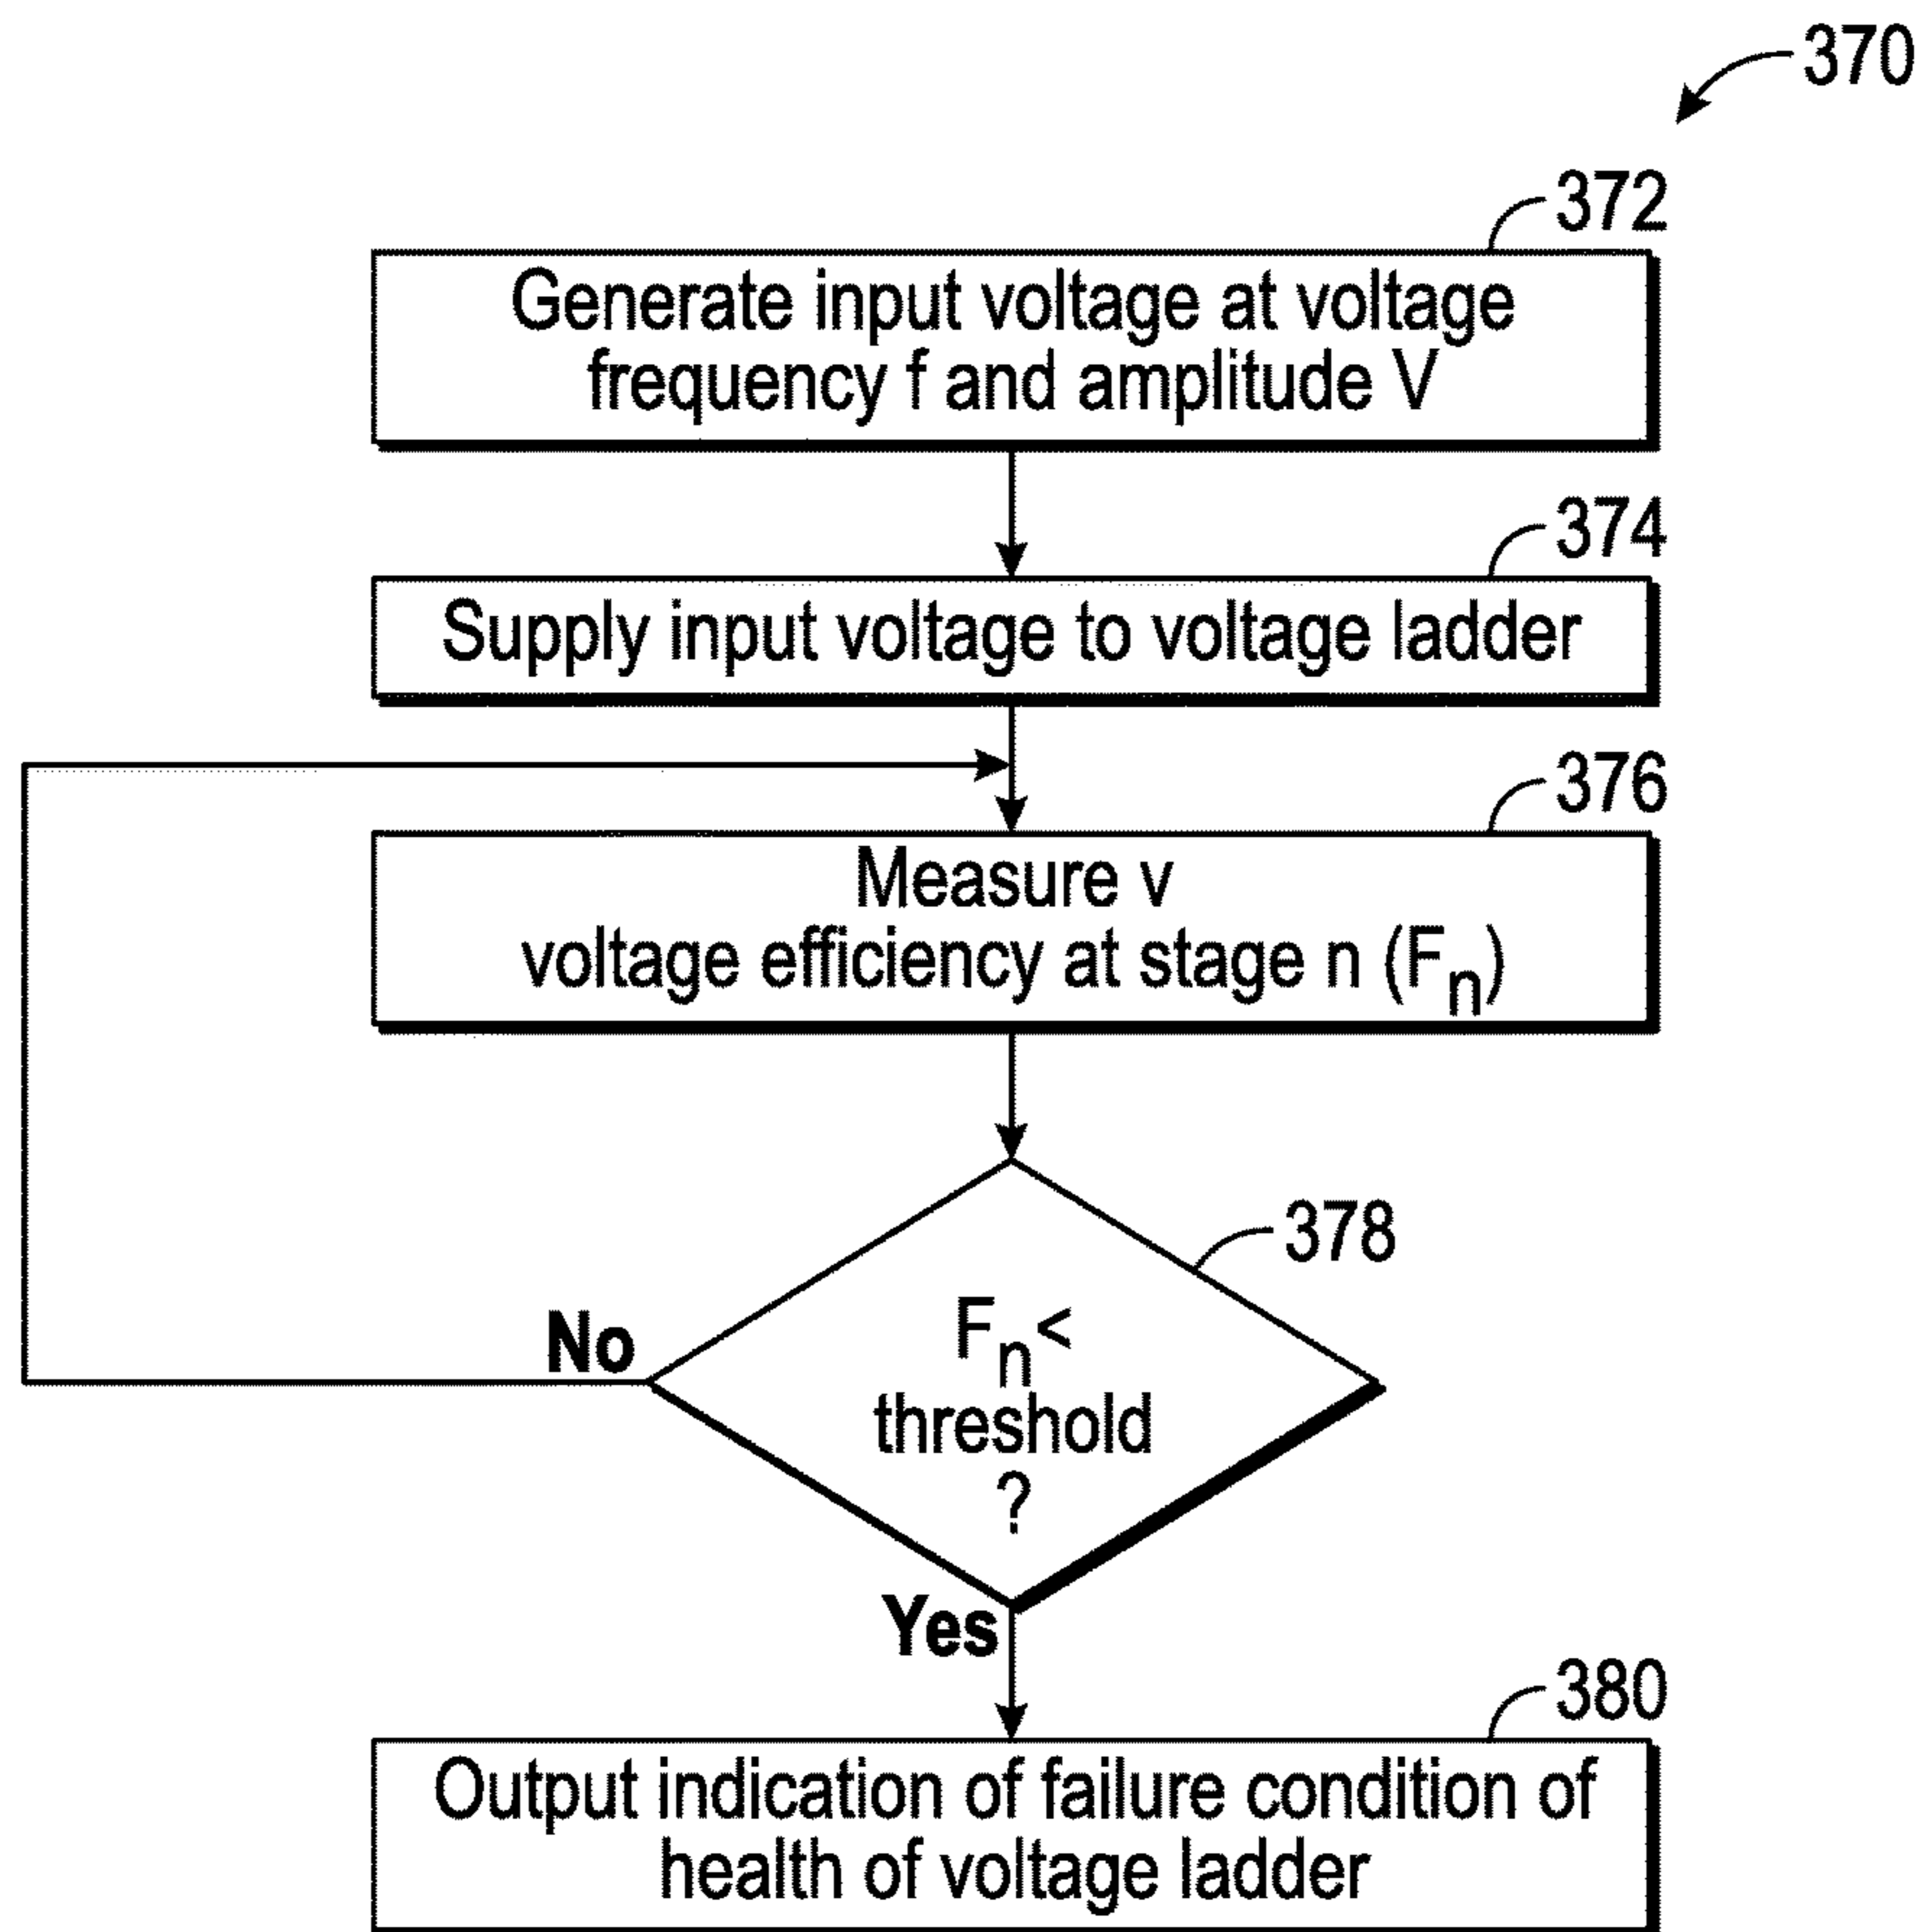 370
372
Generate input voltage at voltage
frequency f and amplitude V
374
Supply input voltage to voltage ladder
376
Measure v
voltage efficiency at stage n (Fn)
378
Fn<
threshold
?
No
Yes
380
Output indication of failure condition of
health of voltage ladder